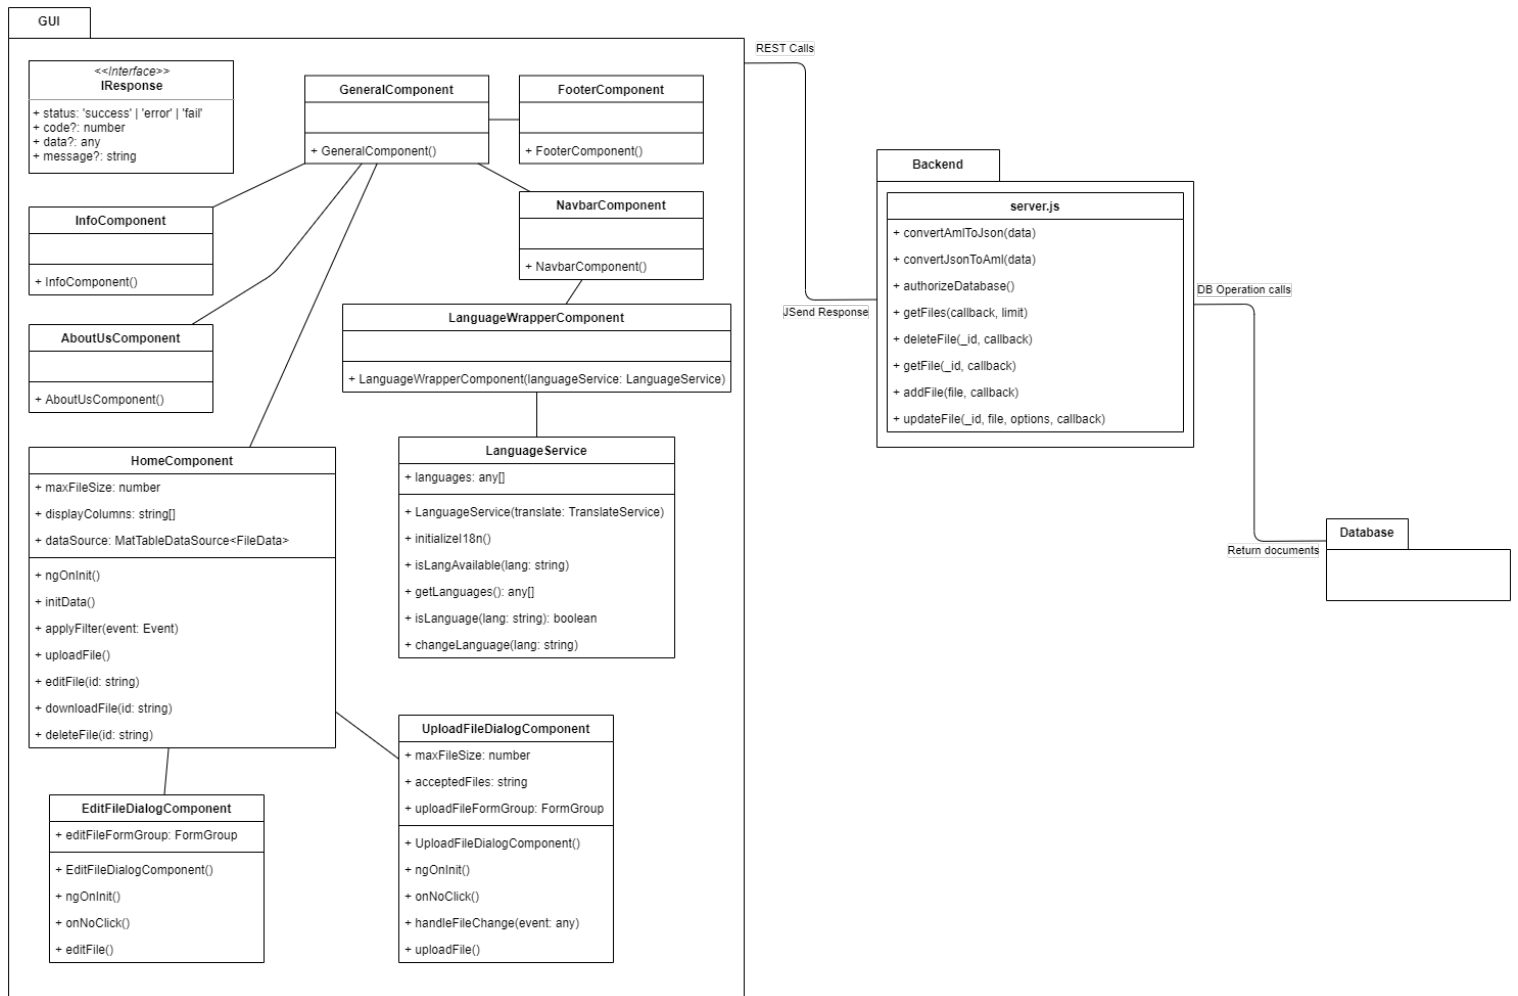 GUI
<<Interface>>
IResponse
+ status: 'success' | 'error' | 'fail'
+ code?: number
+ data?: any
+ message?: string
GeneralComponent
+ GeneralComponent()
FooterComponent
+ FooterComponent()
InfoComponent
+ InfoComponent()
NavbarComponent
+ NavbarComponent()
AboutUsComponent
+ AboutUsComponent()
LanguageWrapperComponent
+ LanguageWrapperComponent(languageService: LanguageService)
HomeComponent
+ maxFileSize: number
+ displayColumns: string[]
+ dataSource: MatTableDataSource<FileData>
+ ngOnInit()
+ initData()
+ applyFilter(event: Event)
+ uploadFile()
+ editFile(id: string)
+ downloadFile(id: string)
+ deleteFile(id: string)
LanguageService
+ languages: any[]
+ LanguageService(translate: TranslateService)
+ initializeI18n()
+ isLangAvailable(lang: string)
+ getLanguages(): any[]
+ isLanguage(lang: string): boolean
+ changeLanguage(lang: string)
EditFileDialogComponent
+ editFileFormGroup: FormGroup
+ EditFileDialogComponent()
+ ngOnInit()
+ onNoClick()
+ editFile()
UploadFileDialogComponent
+ maxFileSize: number
+ acceptedFiles: string
+ uploadFileFormGroup: FormGroup
+ UploadFileDialogComponent()
+ ngOnInit()
+ onNoClick()
+ handleFileChange(event: any)
+ uploadFile()
REST Calls
JSend Response
Backend
server.js
+ convertAmlToJson(data)
+ convertJsonToAml(data)
+ authorizeDatabase()
+ getFiles(callback, limit)
+ deleteFile(_id, callback)
+ getFile(_id, callback)
+ addFile(file, callback)
+ updateFile(_id, file, options, callback)
DB Operation calls
Return documents
Database